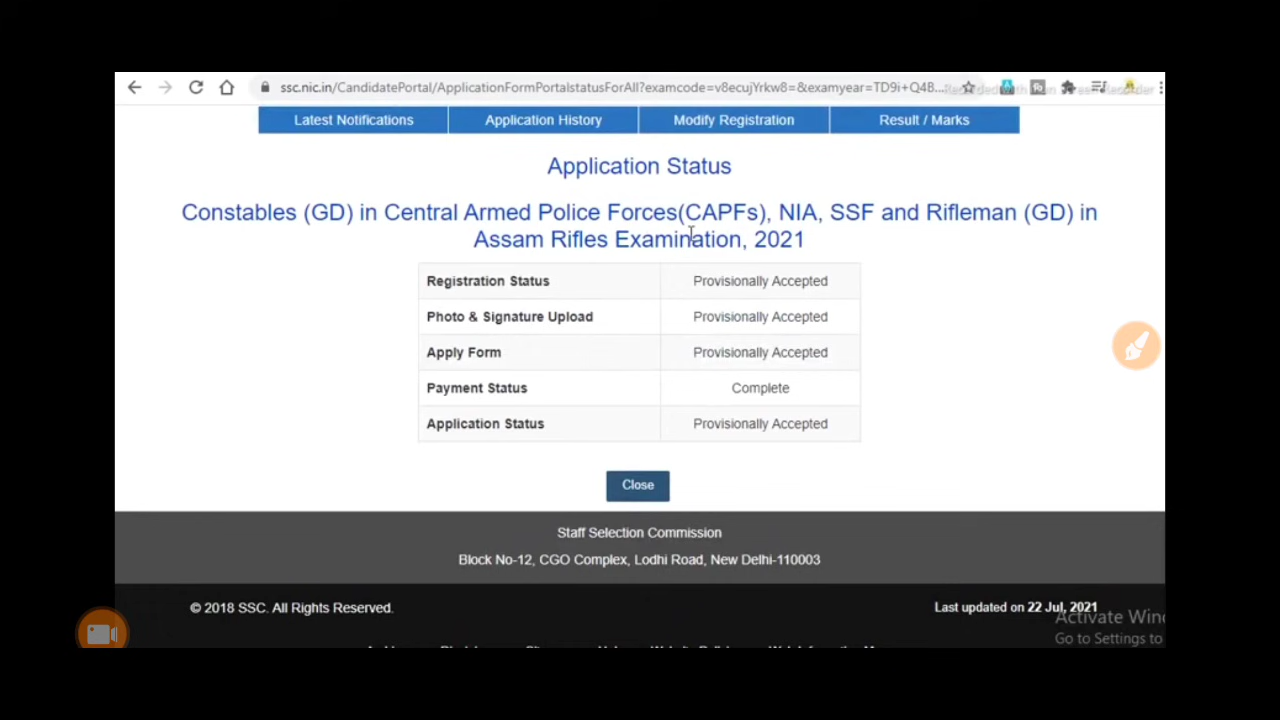 ssc.nic.in/CandidatePortal/ApplicationFormPortalstatusForAll?examcode=v8ecujYrkw8=&examyear=TD9i+Q4B...
Latest Notifications Application History Modify Registration Result / Marks
Application Status
Constables (GD) in Central Armed Police Forces(CAPFs), NIA, SSF and Rifleman (GD) in
Assam Rifles Examination, 2021
Registration Status Provisionally Accepted
Photo & Signature Upload Provisionally Accepted
Apply Form Provisionally Accepted
Payment Status Complete
Application Status Provisionally Accepted
Close
Staff Selection Commission
Block No-12, CGO Complex, Lodhi Road, New Delhi-110003
© 2018 SSC. All Rights Reserved.
Last updated on 22 Jul, 2021
Activate Win
Go to Settings to